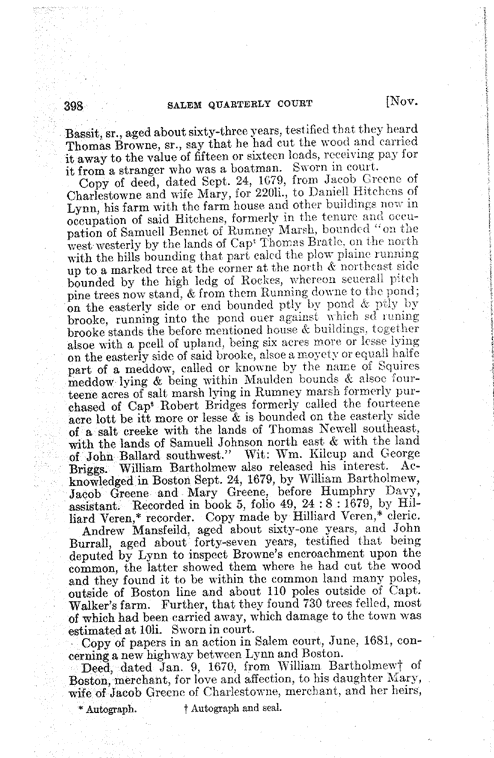 398 SALEM QUARTERLY COURT [Nov.
Bassit, sr., aged about sixty-three years, testified that they heard
Thomas Browne, sr., say that he had cut the wood and carried
it away to the value of fifteen or sixteen loads, receiving pay for
it from a stranger who was a boatman. Sworn in court.
Copy of deed, dated Sept. 24, 1679, from Jacob Greene of
Charlestowne and wife Mary, for 220li., to Daniell Hitchens of
Lynn, his farm with the farm house and other buildings now in
occupation of said Hitchens, formerly in the tenure and occu-
pation of Samuell Bennet of Rumney Marsh, bounded "on the
west westerly by the lands of Capt Thomas Bratle, on the north
with the hills bounding that part caled the plow plaine running
up to a marked tree at the corner at the north & northeast side
bounded by the high ledg of Rockes, whereon seuerall pitch
pine trees now stand, & from them Running downe to the pond;
on the easterly side or end bounded ptly by pond & ptly by
brooke, running into the pond ouer against which sd runing
brooke stands the before mentioned house & buildings, together
alsoe with a pcell of upland, being six acres more or lesse lying
on the easterly side of said brooke, alsoe a moyety or equall halfe
part of a meddow, called or knowne by the name of Squires
meddow lying & being within Maulden bounds & alsoe four-
teene acres of salt marsh lying in Rumney marsh formerly pur-
chased of Capt Robert Bridges formerly called the fourteene
acre lott be itt more or lesse & is bounded on the easterly side
of a salt creeke with the lands of Thomas Newell southeast,
with the lands of Samuell Johnson north east & with the land
of John Ballard southwest." Wit: Wm. Kilcup and George
Briggs. William Bartholmew also released his interest. Ac-
knowledged in Boston Sept. 24, 1679, by William Bartholmew,
Jacob Greene and Mary Greene, before Humphry Davy,
assistant. Recorded in book 5, folio 49, 24 : 8 : 1679, by Hil-
liard Veren,* recorder. Copy made by Hilliard Veren,* cleric.
Andrew Mansfeild, aged about sixty-one years, and John
Burrall, aged about forty-seven years, testified that being
deputed by Lynn to inspect Browne's encroachment upon the
common, the latter showed them where he had cut the wood
and they found it to be within the common land many poles,
outside of Boston line and about 110 poles outside of Capt.
Walker's farm. Further, that they found 730 trees felled, most
of which had been carried away, which damage to the town was
estimated at 10li. Sworn in court.
Copy of papers in an action in Salem court, June, 1681, con-
cerning a new highway between Lynn and Boston.
Deed, dated Jan. 9, 1670, from William Bartholmew† of
Boston, merchant, for love and affection, to his daughter Mary,
wife of Jacob Greene of Charlestowne, merchant, and her heirs,
* Autograph. † Autograph and seal.